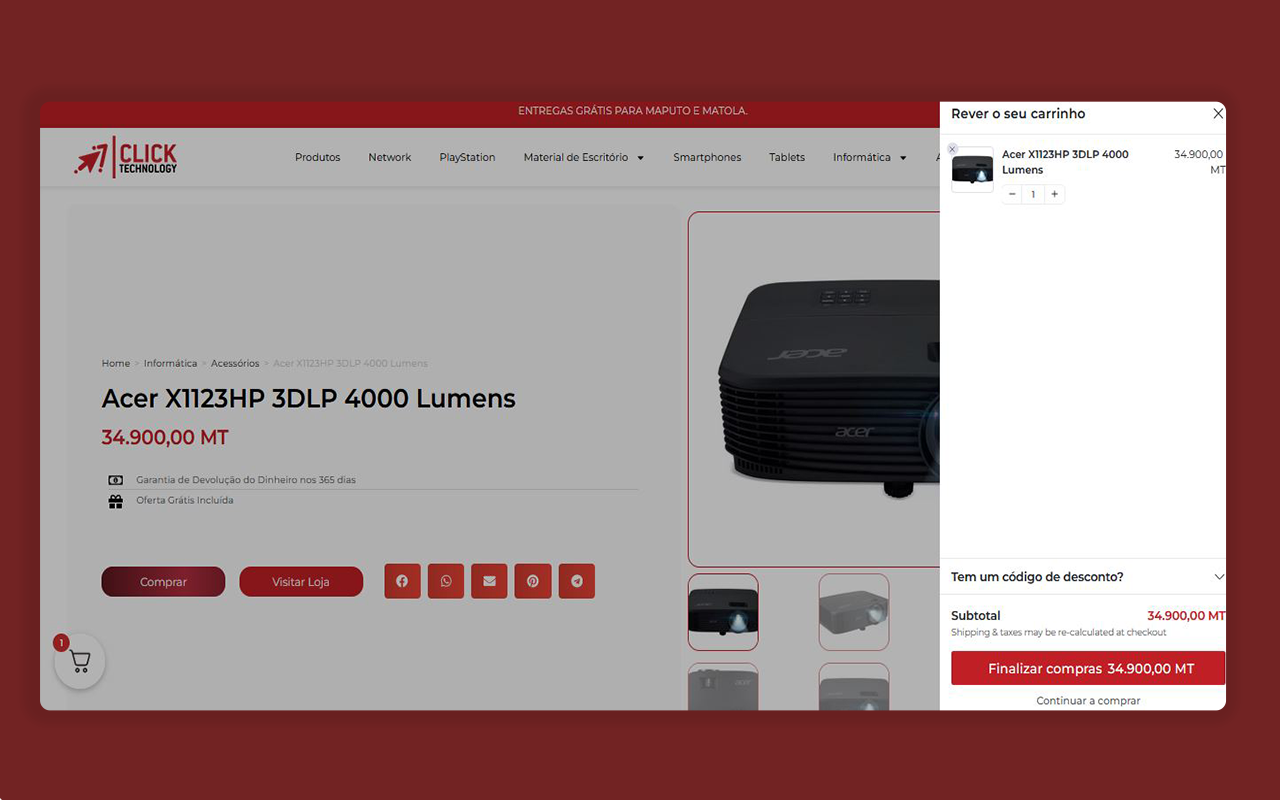 ENTREGAS GRÁTIS PARA MAPUTO E MATOLA.
CLICK
TECHNOLOGY
Produtos
Network
PlayStation
Material de Escritório
Smartphones
Tablets
Informática
Home > Informática > Acessórios > Acer X1123HP 3DLP 4000 Lumens
Acer X1123HP 3DLP 4000 Lumens
34.900,00 MT
Garantia de Devolução do Dinheiro nos 365 dias
Oferta Grátis Incluída
Comprar
Visitar Loja
1
acer
acer
acer
Rever o seu carrinho
Acer X1123HP 3DLP 4000
Lumens
34.900,00
MT
− 1 +
Tem um código de desconto?
Subtotal 34.900,00 MT
Shipping & taxes may be re-calculated at checkout
Finalizar compras 34.900,00 MT
Continuar a comprar